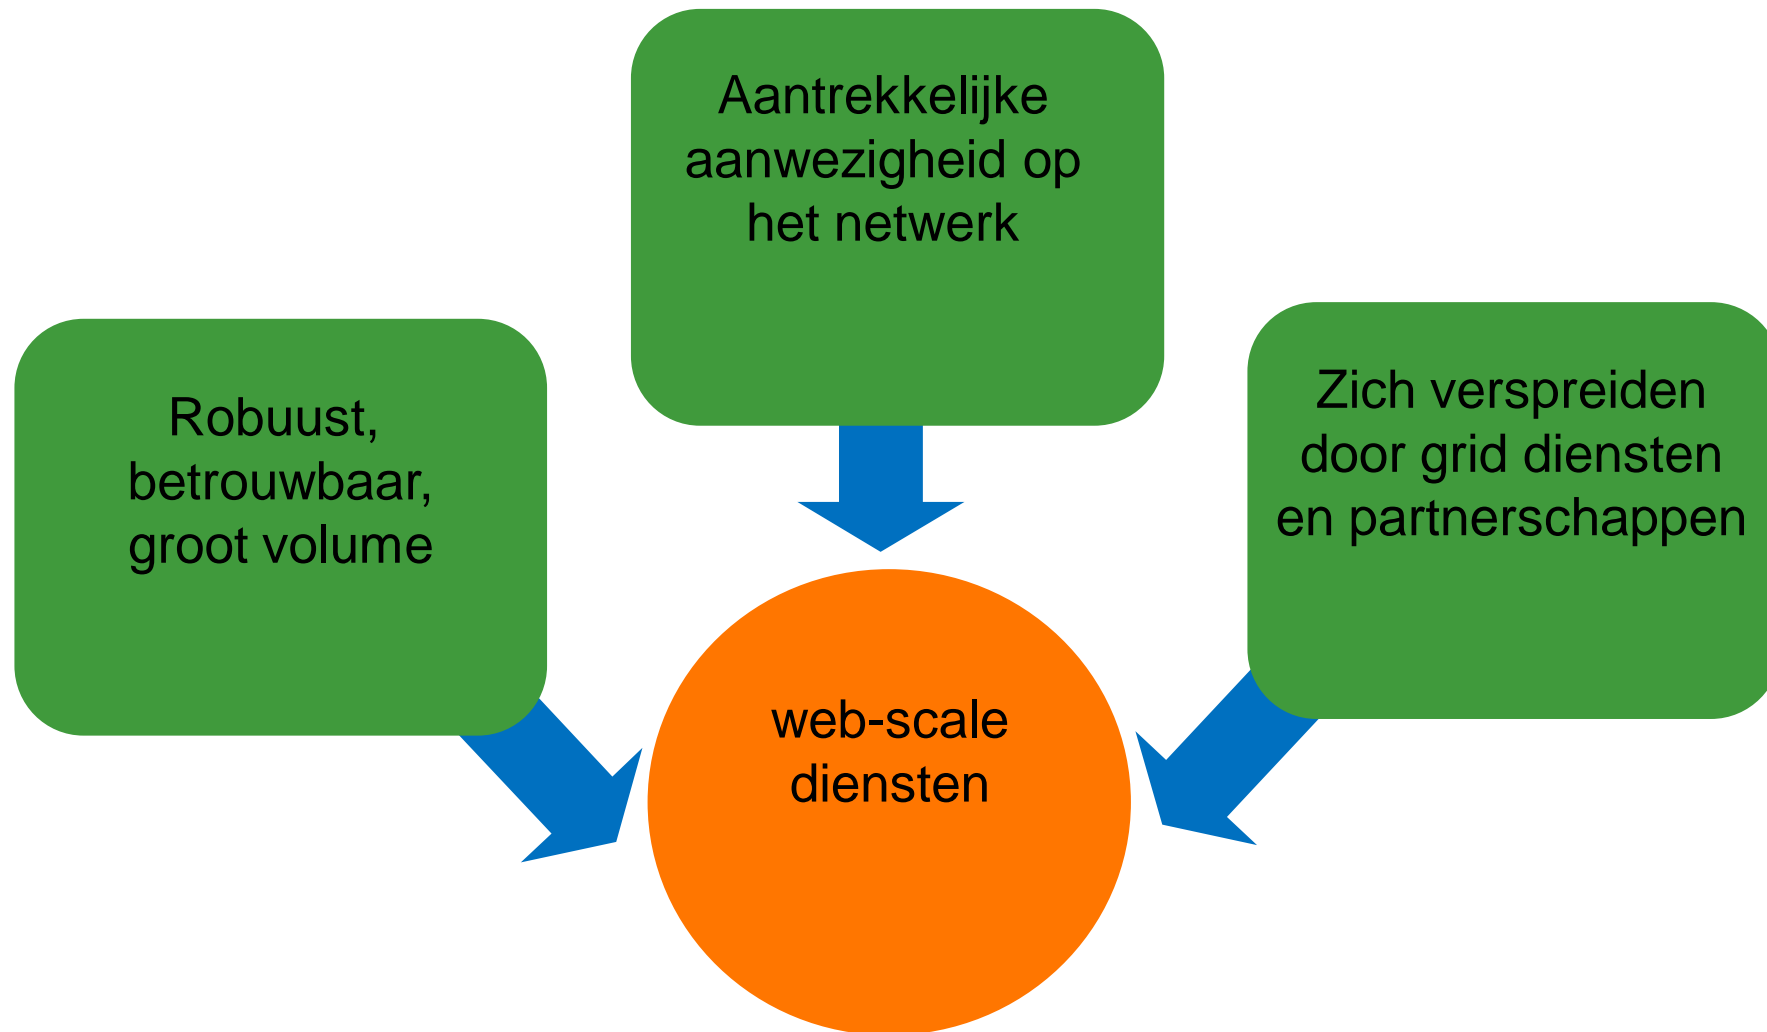 Aantrekkelijke
aanwezigheid op
het netwerk
Robuust,
betrouwbaar,
groot volume
Zich verspreiden
door grid diensten
en partnerschappen
web-scale
diensten